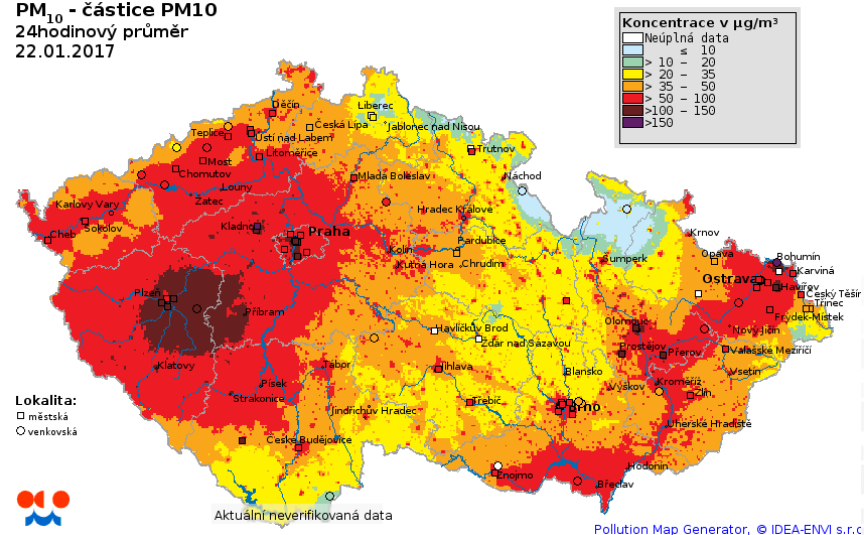 PM10 - částice PM10
24hodinový průměr
22.01.2017
Koncentrace v µg/m³
Neúplná data
≤ 10
> 10 - 20
> 20 - 35
> 35 - 50
> 50 - 100
>100 - 150
>150
Děčín
Liberec
Teplice
Ústí nad Labem
Česká Lípa
Jablonec nad Nisou
Litoměřice
Trutnov
Most
Chomutov
Mladá Boleslav
Náchod
Louny
Karlovy Vary
Žatec
Hradec Králové
Sokolov
Kladno
Praha
Cheb
Krnov
Pardubice
Kolín
Opava
Bohumín
Kutná Hora
Chrudim
Šumperk
Karviná
Ostrava
Havířov
Plzeň
Český Těšín
Třinec
Příbram
Frýdek-Místek
Olomouc
Havlíčkův Brod
Nový Jičín
Žďár nad Sázavou
Prostějov
Přerov
Valašské Meziříčí
Klatovy
Tábor
Jihlava
Blansko
Vsetín
Písek
Vyškov
Kroměříž
Strakonice
Zlín
Třebíč
Brno
Jindřichův Hradec
Uherské Hradiště
České Budějovice
Hodonín
Znojmo
Břeclav
Lokalita:
městská
venkovská
Aktuální neverifikovaná data
Pollution Map Generator, © IDEA-ENVI s.r.o